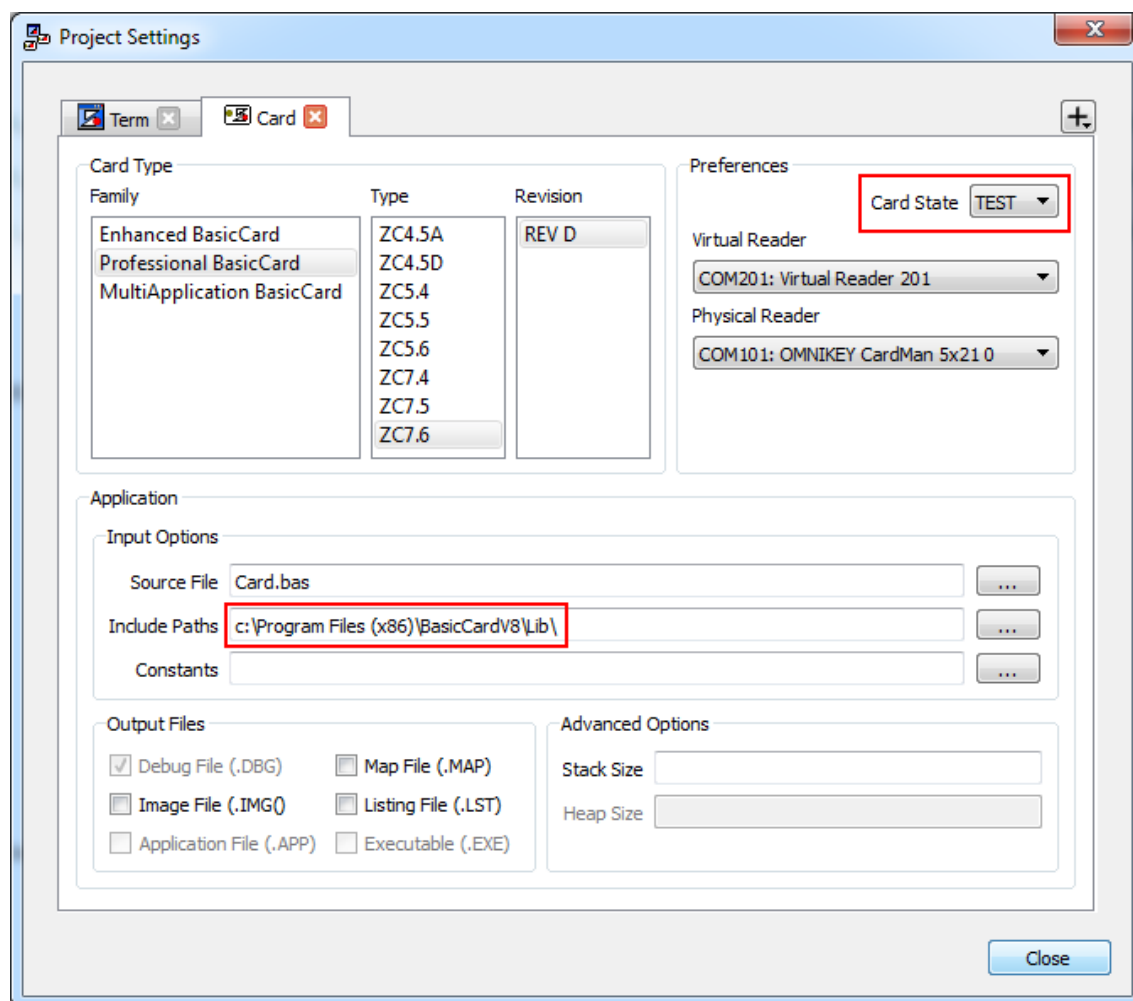 Project Settings
Term
Card
Card Type
Family
Type
Revision
Enhanced BasicCard
Professional BasicCard
MultiApplication BasicCard
ZC4.5A
ZC4.5D
ZC5.4
ZC5.5
ZC5.6
ZC7.4
ZC7.5
ZC7.6
REV D
Preferences
Card State TEST
Virtual Reader
COM201: Virtual Reader 201
Physical Reader
COM101: OMNIKEY CardMan 5x21 0
Application
Input Options
Source File Card.bas ...
Include Paths c:\Program Files (x86)\BasicCardV8\Lib\ ...
Constants ...
Output Files
Debug File (.DBG) Map File (.MAP)
Image File (.IMG() Listing File (.LST)
Application File (.APP) Executable (.EXE)
Advanced Options
Stack Size
Heap Size
Close